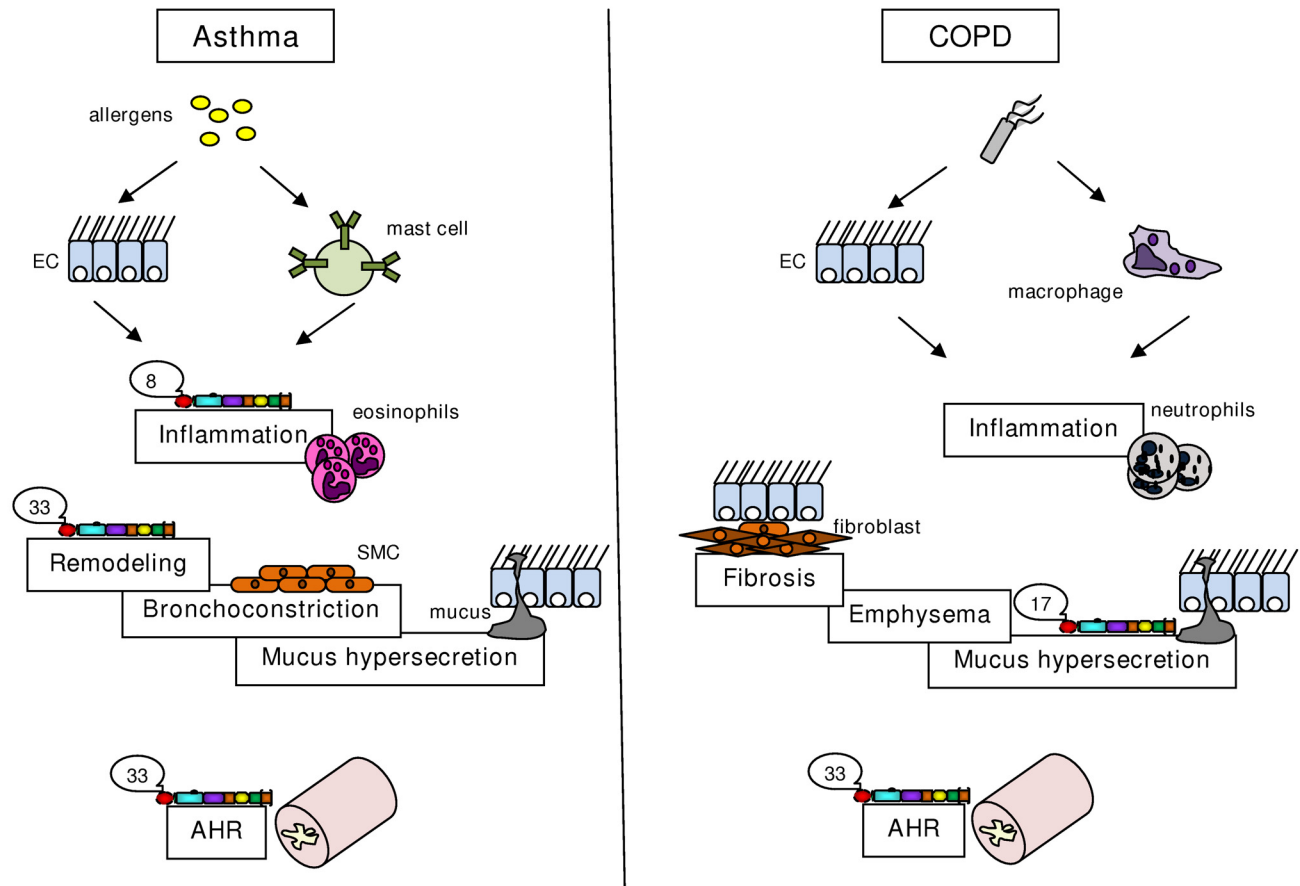 Asthma
allergens
EC
mast cell
8
Inflammation
eosinophils
33
Remodeling
SMC
Bronchoconstriction
mucus
Mucus hypersecretion
33
AHR
COPD
EC
macrophage
Inflammation
neutrophils
fibroblast
Fibrosis
Emphysema
17
Mucus hypersecretion
33
AHR